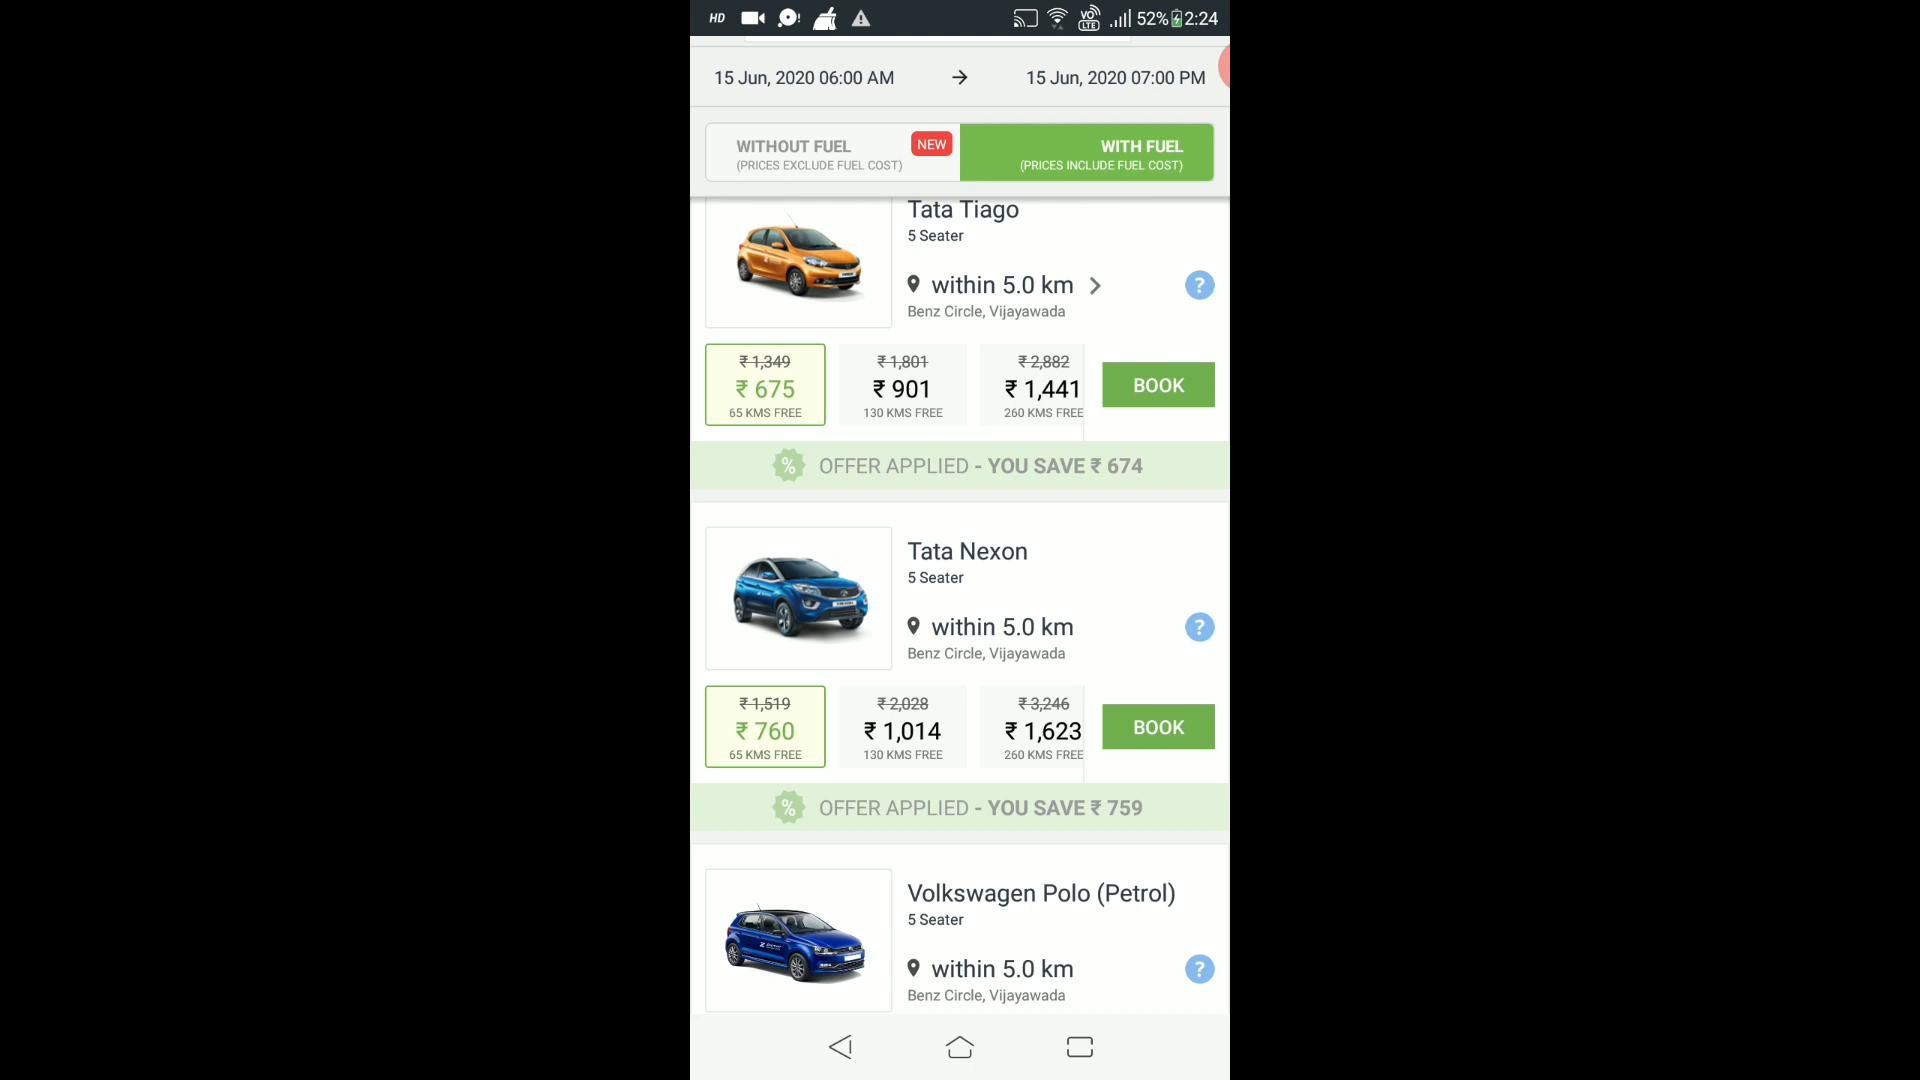 HD
VO LTE
52% 2:24
15 Jun, 2020 06:00 AM → 15 Jun, 2020 07:00 PM
WITHOUT FUEL NEW
(PRICES EXCLUDE FUEL COST)
WITH FUEL
(PRICES INCLUDE FUEL COST)
Tata Tiago
5 Seater
within 5.0 km
?
Benz Circle, Vijayawada
₹ 1,349 ₹ 1,801 ₹ 2,882
₹ 675 ₹ 901 ₹ 1,441
65 KMS FREE 130 KMS FREE 260 KMS FREE
BOOK
% OFFER APPLIED - YOU SAVE ₹ 674
Tata Nexon
5 Seater
within 5.0 km
?
Benz Circle, Vijayawada
₹ 1,519 ₹ 2,028 ₹ 3,246
₹ 760 ₹ 1,014 ₹ 1,623
65 KMS FREE 130 KMS FREE 260 KMS FREE
BOOK
% OFFER APPLIED - YOU SAVE ₹ 759
Volkswagen Polo (Petrol)
5 Seater
within 5.0 km
?
Benz Circle, Vijayawada